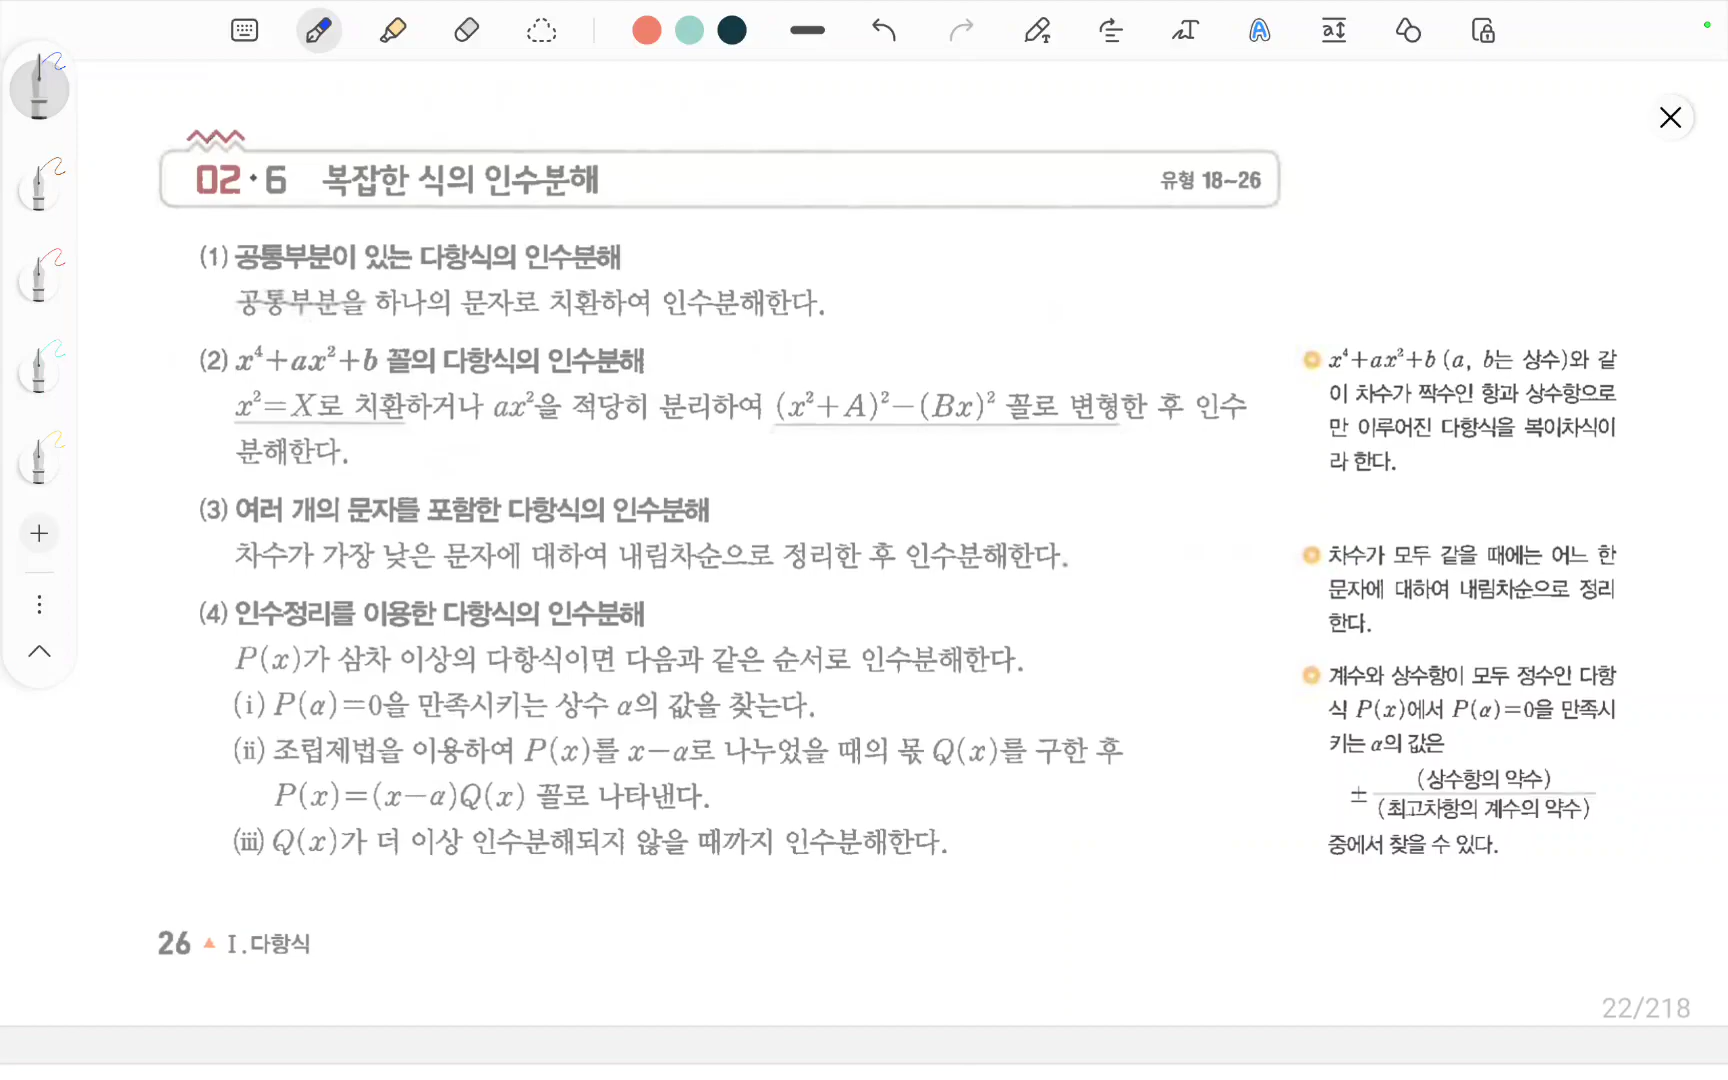 02·6 복잡한 식의 인수분해
유형 18~26
(1) 공통부분이 있는 다항식의 인수분해
공통부분을 하나의 문자로 치환하여 인수분해한다.
(2) x⁴+ax²+b 꼴의 다항식의 인수분해
x²=X로 치환하거나 ax²을 적당히 분리하여 (x²+A)²-(Bx)² 꼴로 변형한 후 인수
분해한다.
(3) 여러 개의 문자를 포함한 다항식의 인수분해
차수가 가장 낮은 문자에 대하여 내림차순으로 정리한 후 인수분해한다.
(4) 인수정리를 이용한 다항식의 인수분해
P(x)가 삼차 이상의 다항식이면 다음과 같은 순서로 인수분해한다.
(ⅰ) P(α)=0을 만족시키는 상수 α의 값을 찾는다.
(ⅱ) 조립제법을 이용하여 P(x)를 x-α로 나누었을 때의 몫 Q(x)를 구한 후
P(x)=(x-α)Q(x) 꼴로 나타낸다.
(ⅲ) Q(x)가 더 이상 인수분해되지 않을 때까지 인수분해한다.
x⁴+ax²+b (a, b는 상수)와 같
이 차수가 짝수인 항과 상수항으로
만 이루어진 다항식을 복이차식이
라 한다.
차수가 모두 같을 때에는 어느 한
문자에 대하여 내림차순으로 정리
한다.
계수와 상수항이 모두 정수인 다항
식 P(x)에서 P(α)=0을 만족시
키는 α의 값은
± (상수항의 약수)
(최고차항의 계수의 약수)
중에서 찾을 수 있다.
26 ▲ Ⅰ.다항식
22/218